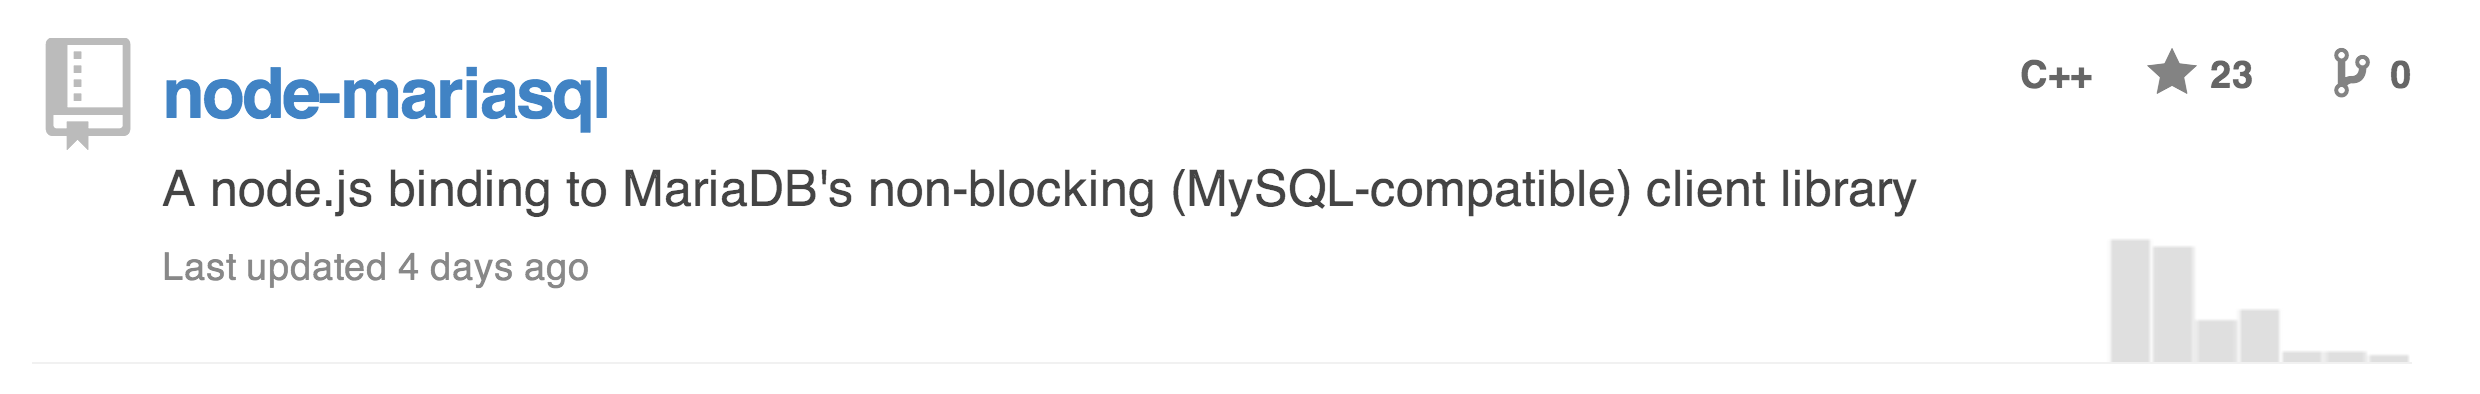 node-mariasql
C++ 23 0
A node.js binding to MariaDB's non-blocking (MySQL-compatible) client library
Last updated 4 days ago